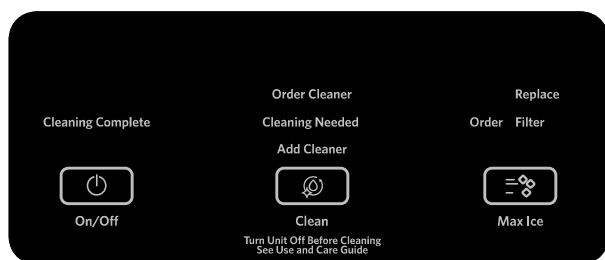 Order Cleaner
Replace
Cleaning Complete
Cleaning Needed
Order Filter
Add Cleaner
On/Off
Clean
Max Ice
Turn Unit Off Before Cleaning
See Use and Care Guide